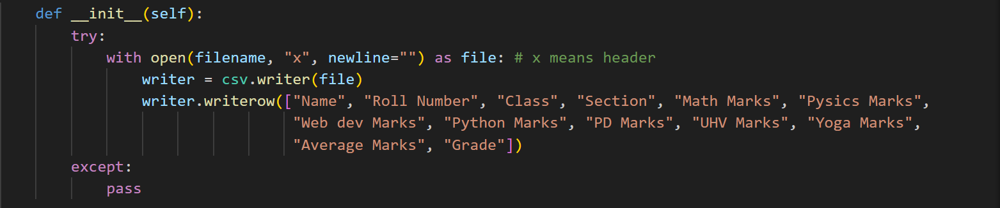 def __init__(self):
try:
with open(filename, "x", newline="") as file: # x means header
writer = csv.writer(file)
writer.writerow(["Name", "Roll Number", "Class", "Section", "Math Marks", "Pysics Marks",
"Web dev Marks", "Python Marks", "PD Marks", "UHV Marks", "Yoga Marks",
"Average Marks", "Grade"])
except:
pass